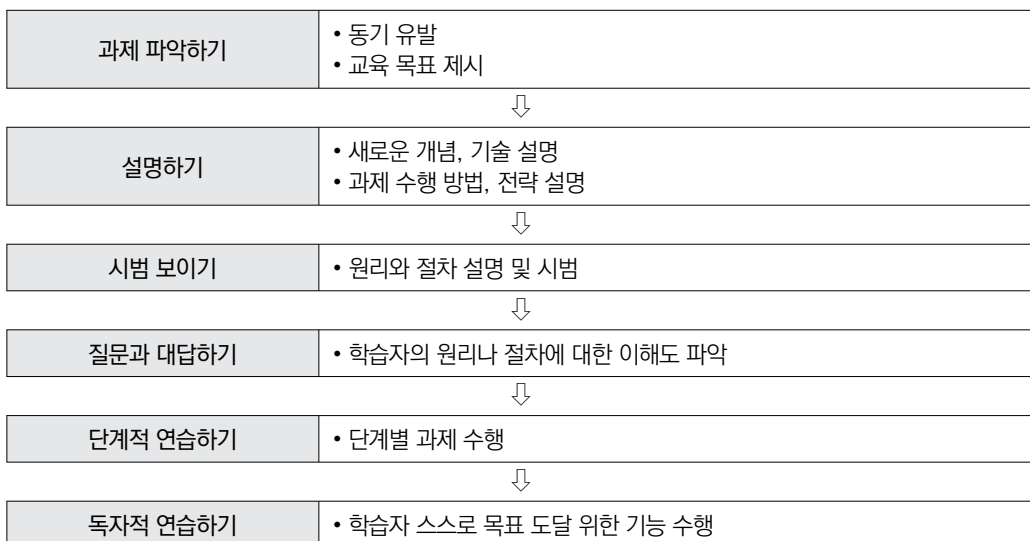 과제 파악하기
• 동기 유발
• 교육 목표 제시
설명하기
• 새로운 개념, 기술 설명
• 과제 수행 방법, 전략 설명
시범 보이기
• 원리와 절차 설명 및 시범
질문과 대답하기
• 학습자의 원리나 절차에 대한 이해도 파악
단계적 연습하기
• 단계별 과제 수행
독자적 연습하기
• 학습자 스스로 목표 도달 위한 기능 수행